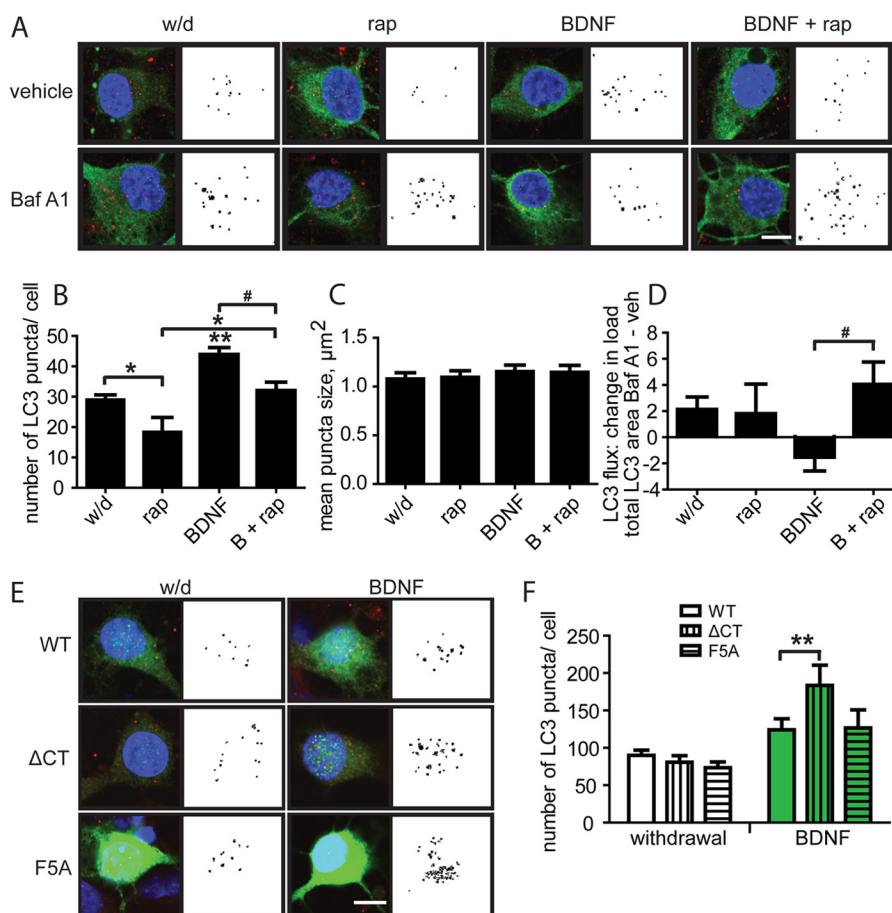 A
w/d
rap
BDNF
BDNF + rap
vehicle
Baf A1
B
number of LC3 puncta/ cell
50
40
30
20
10
0
*
*
**
#
w/d
rap
BDNF
B + rap
C
mean puncta size, µm²
1.5
1.0
0.5
0.0
w/d
rap
BDNF
B + rap
D
LC3 flux: change in load
total LC3 area Baf A1 - veh
8
6
4
2
0
-2
-4
#
w/d
rap
BDNF
B + rap
E
w/d
BDNF
WT
ΔCT
F5A
F
number of LC3 puncta/ cell
250
200
150
100
50
0
WT
ΔCT
F5A
**
withdrawal
BDNF